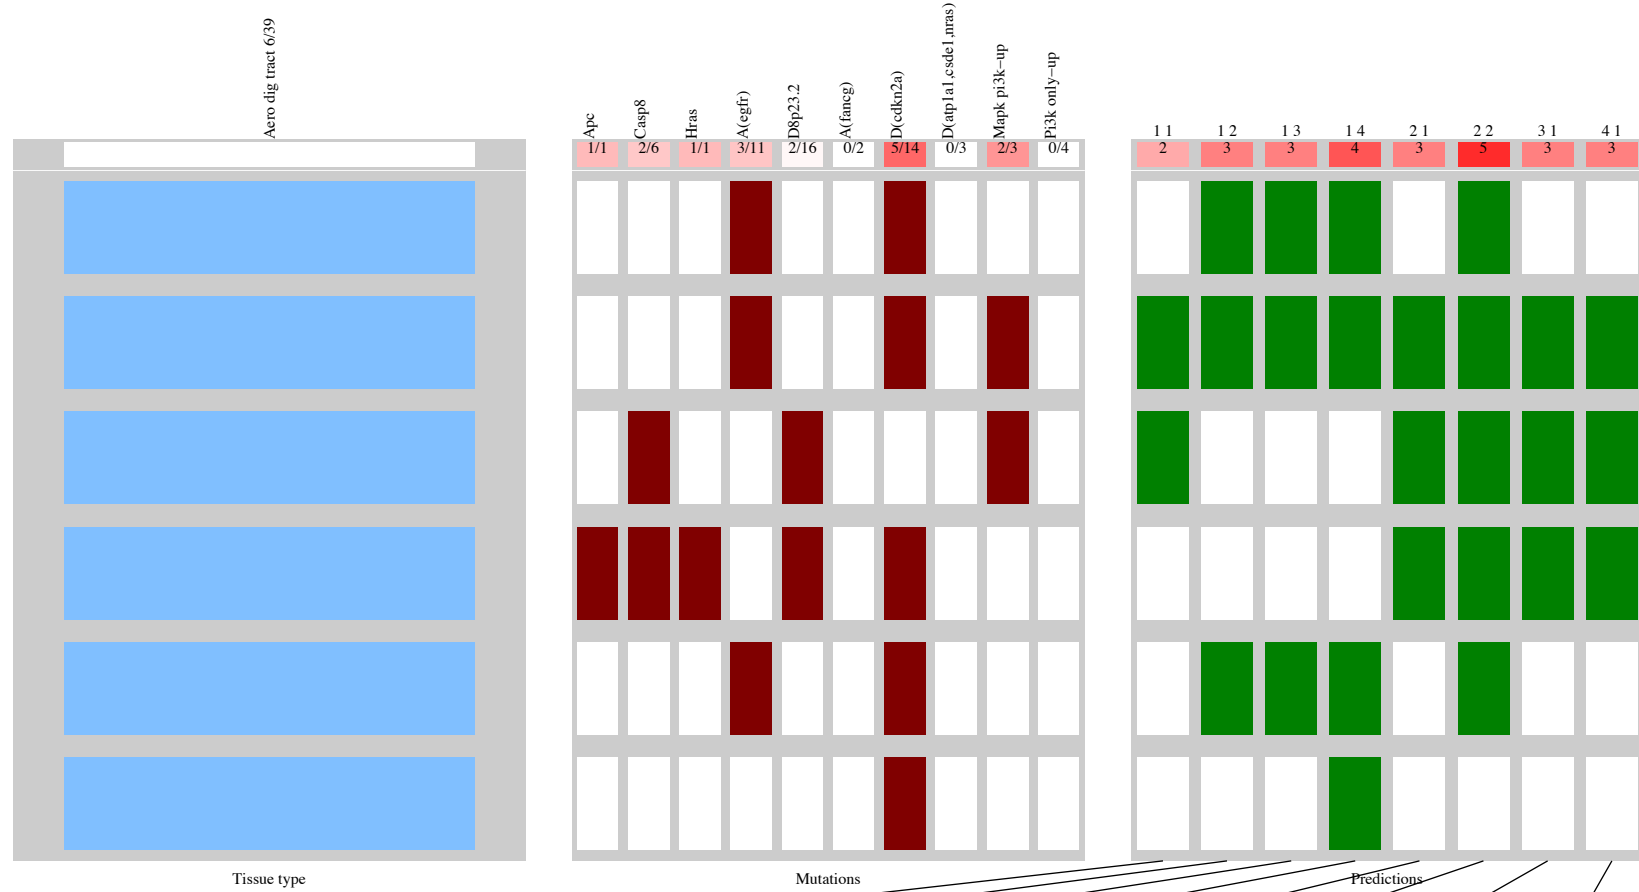 Aero dig tract 6/39
Apc
Casp8
Hras
A(egfr)
D8p23.2
A(fancg)
D(cdkn2a)
D(atp1a1,csde1,nras)
Mapk pi3k−up
Pi3k only−up
1 1 1 2 1 3 1 4 2 1 2 2 3 1 4 1
1/1 2/6 1/1 3/11 2/16 0/2 5/14 0/3 2/3 0/4
2 3 3 4 3 5 3 3
Tissue type
Mutations
Predictions